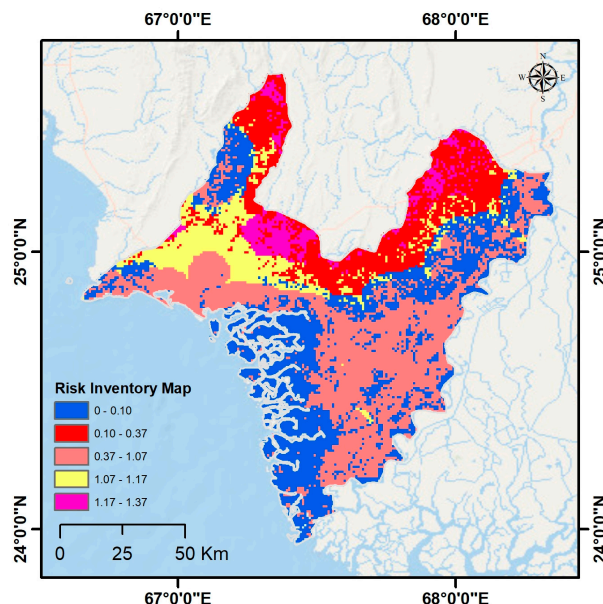 67°0'0"E 68°0'0"E
N
W E
S
25°0'0"N 25°0'0"N
Risk Inventory Map
0 - 0.10
0.10 - 0.37
0.37 - 1.07
1.07 - 1.17
1.17 - 1.37
24°0'0"N 24°0'0"N
0 25 50 Km
67°0'0"E 68°0'0"E